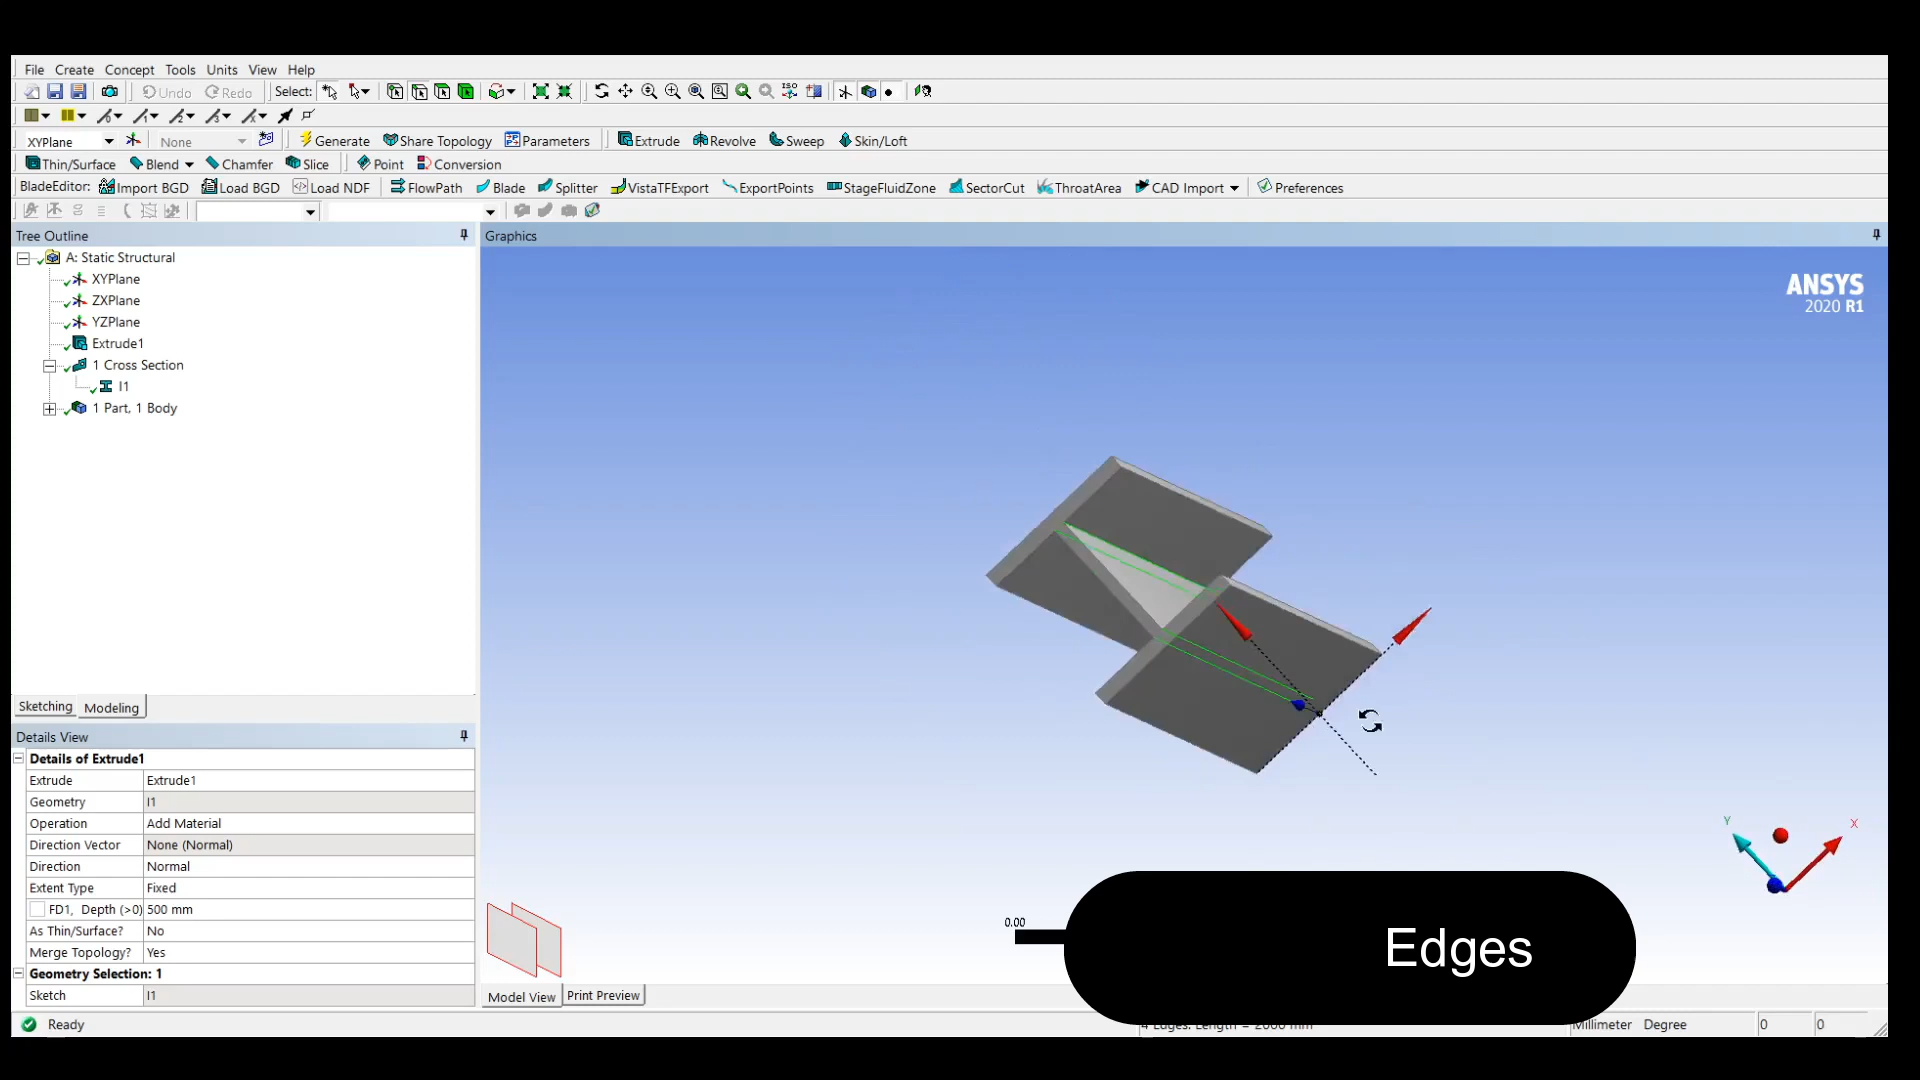 File Create Concept Tools Units View Help
Undo Redo Select: ISO
XYPlane None Generate Share Topology Parameters Extrude Revolve Sweep Skin/Loft
Thin/Surface Blend Chamfer Slice Point Conversion
BladeEditor: Import BGD Load BGD Load NDF FlowPath Blade Splitter VistaTFExport ExportPoints StageFluidZone SectorCut ThroatArea CAD Import Preferences
Tree Outline
A: Static Structural
XYPlane
ZXPlane
YZPlane
Extrude1
1 Cross Section
I1
1 Part, 1 Body
Sketching Modeling
Details View
Details of Extrude1
Extrude Extrude1
Geometry I1
Operation Add Material
Direction Vector None (Normal)
Direction Normal
Extent Type Fixed
FD1, Depth (>0) 500 mm
As Thin/Surface? No
Merge Topology? Yes
Geometry Selection: 1
Sketch I1
Graphics
ANSYS
2020 R1
Y
X
0.00
Edges
Model View Print Preview
Ready
4 Edges: Length = 2000 mm
Millimeter Degree 0 0